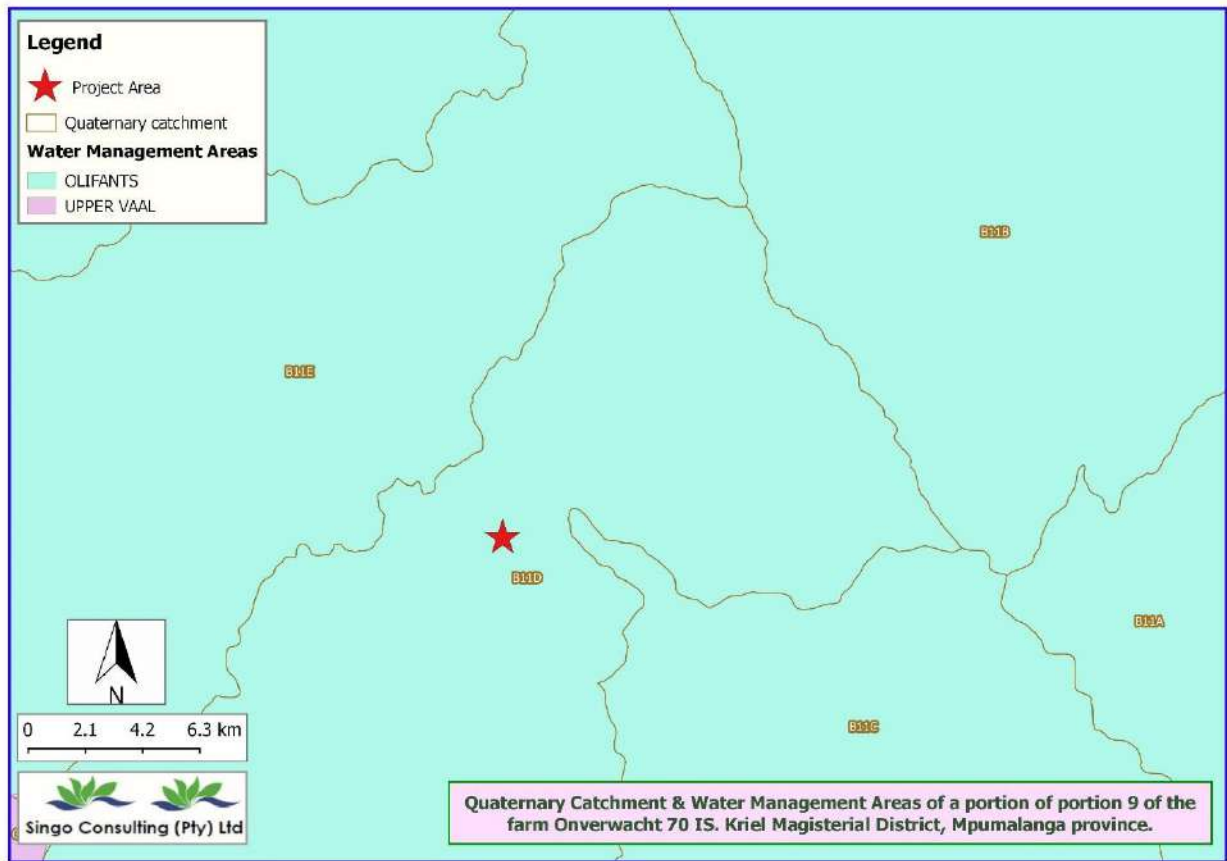 Legend
Project Area
Quaternary catchment
Water Management Areas
OLIFANTS
UPPER VAAL
B11B
B11E
B11D
B11A
B11C
N
0 2.1 4.2 6.3 km
Singo Consulting (Pty) Ltd
Quaternary Catchment & Water Management Areas of a portion of portion 9 of the
farm Onverwacht 70 IS. Kriel Magisterial District, Mpumalanga province.